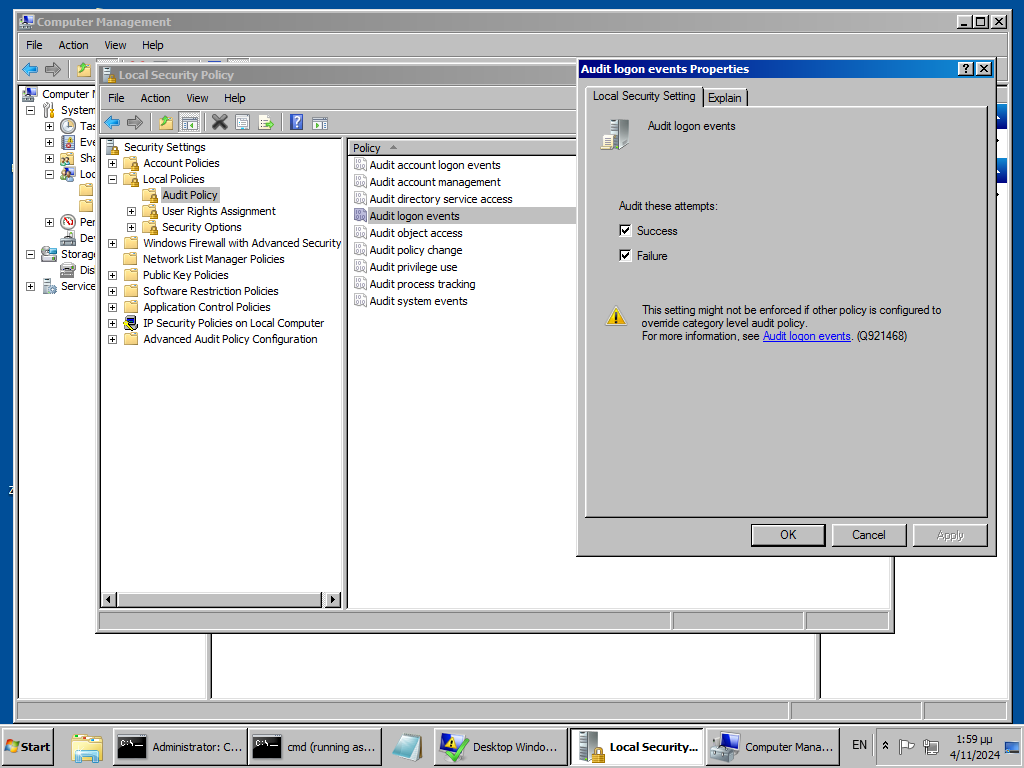 Computer Management
File Action View Help
Computer M
System
Tas
Eve
Sha
Loc
Per
Dev
Storag
Dis
Service
Local Security Policy
File Action View Help
Security Settings
Account Policies
Local Policies
Audit Policy
User Rights Assignment
Security Options
Windows Firewall with Advanced Security
Network List Manager Policies
Public Key Policies
Software Restriction Policies
Application Control Policies
IP Security Policies on Local Computer
Advanced Audit Policy Configuration
Policy
Audit account logon events
Audit account management
Audit directory service access
Audit logon events
Audit object access
Audit policy change
Audit privilege use
Audit process tracking
Audit system events
Audit logon events Properties
Local Security Setting Explain
Audit logon events
Audit these attempts:
Success
Failure
This setting might not be enforced if other policy is configured to
override category level audit policy.
For more information, see Audit logon events. (Q921468)
OK Cancel Apply
Start
Administrator: C...
cmd (running as...
Desktop Windo...
Local Security...
Computer Mana...
EN
1:59 μμ
4/11/2024